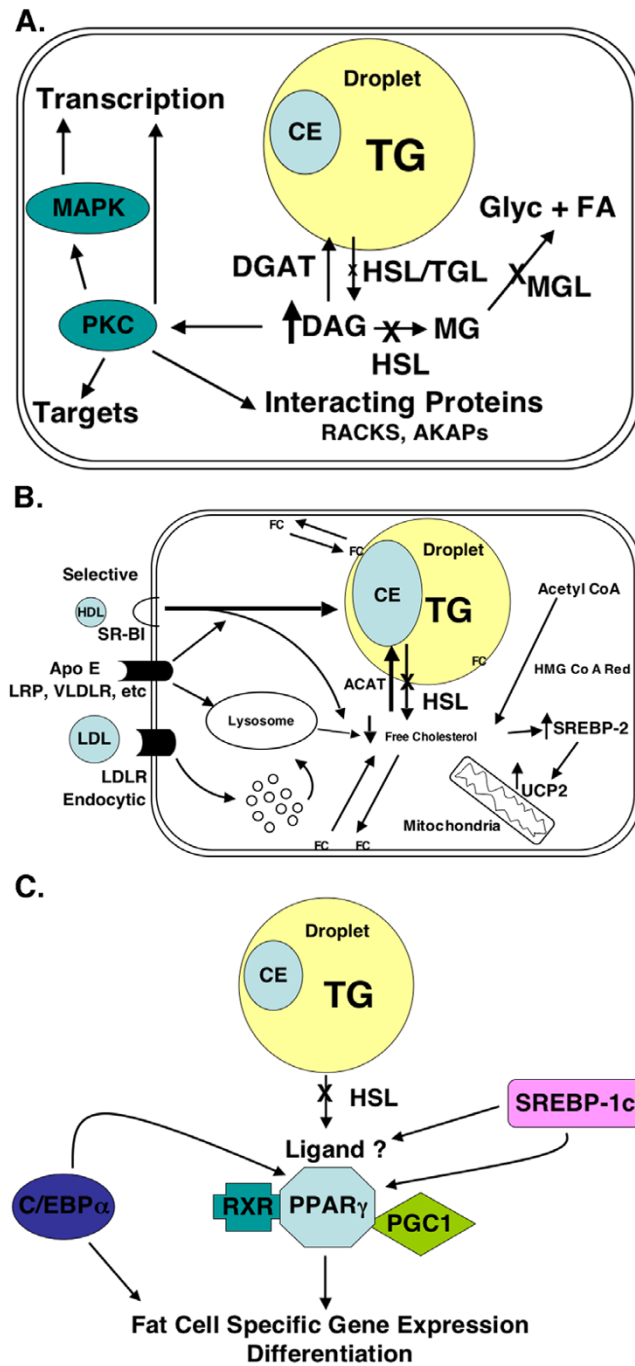 A.
Transcription
Droplet
CE
TG
MAPK
Glyc + FA
DGAT
X HSL/TGL
X MGL
PKC
DAG
X
MG
HSL
Targets
Interacting Proteins
RACKS, AKAPs
B.
FC
FC
Selective
Droplet
HDL
CE
TG
Acetyl CoA
SR-BI
Apo E
ACAT
FC
HMG Co A Red
LRP, VLDLR, etc
X
HSL
Lysosome
Free Cholesterol
SREBP-2
LDL
LDLR
UCP2
Endocytic
Mitochondria
FC
FC
C.
Droplet
CE
TG
X
HSL
SREBP-1c
Ligand ?
C/EBPα
RXR
PPARγ
PGC1
Fat Cell Specific Gene Expression
Differentiation